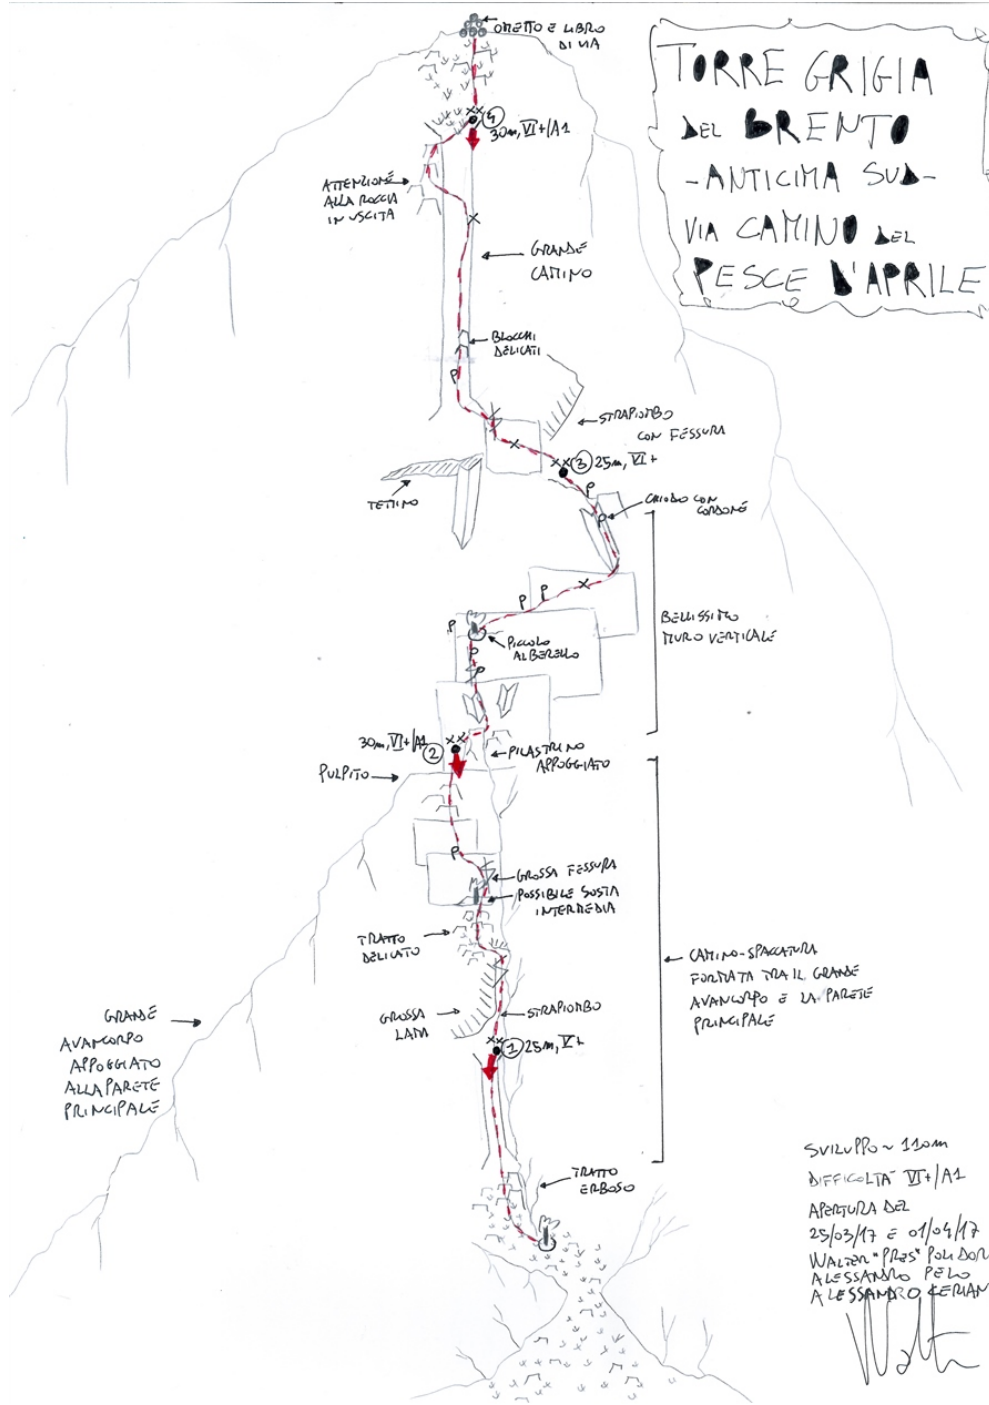 OMETTO E LIBRO
DI VIA
TORRE GRIGIA
DEL BRENTO
-ANTICIMA SUD-
VIA CAMINO DEL
PESCE D'APRILE
4
30m, VI+/A1
ATTENZIONE
ALLA ROCCIA
IN USCITA
GRANDE
CAMINO
BLOCCHI
DELICATI
P
STRAPIOMBO
CON FESSURA
3 25m, VI+
TETTINO
P
CHIODO CON
CORDONE
P
P P
P
PICCOLO
ALBERELLO
BELLISSIMO
MURO VERTICALE
P
P
30m, VI+/A1
2
PILASTRINO
APPOGGIATO
PULPITO
P
GROSSA FESSURA
POSSIBILE SOSTA
INTERMEDIA
TRATTO
DELICATO
CAMINO-SPACCATURA
FORMATA TRA IL GRANDE
AVANCORPO E LA PARETE
PRINCIPALE
GROSSA
LAMA
STRAPIOMBO
GRANDE
AVANCORPO
APPOGGIATO
ALLA PARETE
PRINCIPALE
1 25m, V+
TRATTO
ERBOSO
SVILUPPO ~ 110m
DIFFICOLTÀ VI+/A1
APERTURA DEL
25/03/17 E 01/04/17
WALTER "PRES" POLIDOR
ALESSANDRO PELO
ALESSANDRO